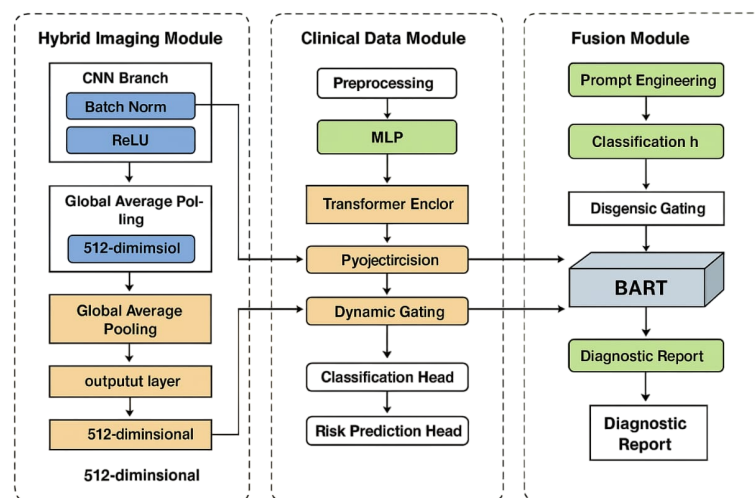 Hybrid Imaging Module
CNN Branch
Batch Norm
ReLU
Global Average Pol-
lling
512-dimimsiol
Global Average
Pooling
outputut layer
512-diminsional
512-diminsional
Clinical Data Module
Preprocessing
MLP
Transformer Enclor
Pyojectircision
Dynamic Gating
Classification Head
Risk Prediction Head
Fusion Module
Prompt Engineering
Classification h
Disgensic Gating
BART
Diagnostic Report
Diagnostic
Report